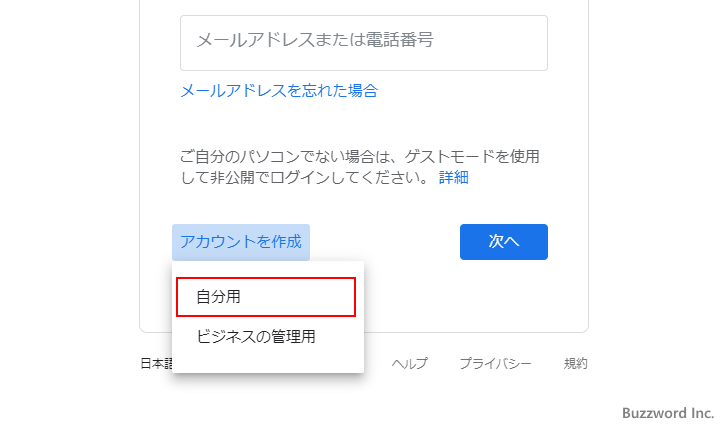 メールアドレスまたは電話番号
メールアドレスを忘れた場合
ご自分のパソコンでない場合は、ゲストモードを使用
して非公開でログインしてください。 詳細
アカウントを作成
次へ
自分用
ビジネスの管理用
日本語
ヘルプ
プライバシー
規約
Buzzword Inc.